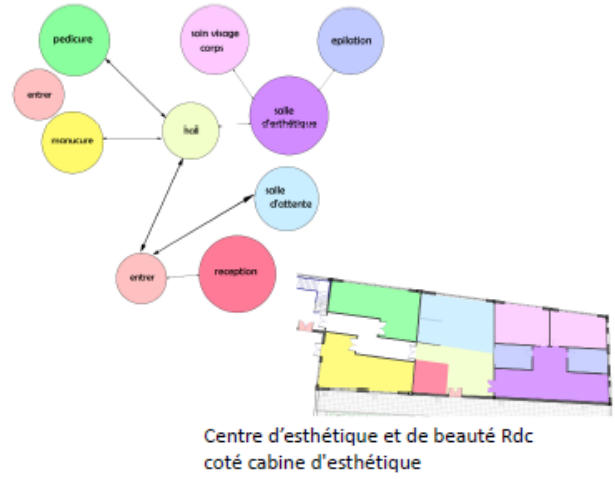 pedicure
soin visage
corps
epilation
entrer
manucure
hall
salle
d'esthétique
salle
d'attente
entrer
reception
Centre d'esthétique et de beauté Rdc
coté cabine d'esthétique